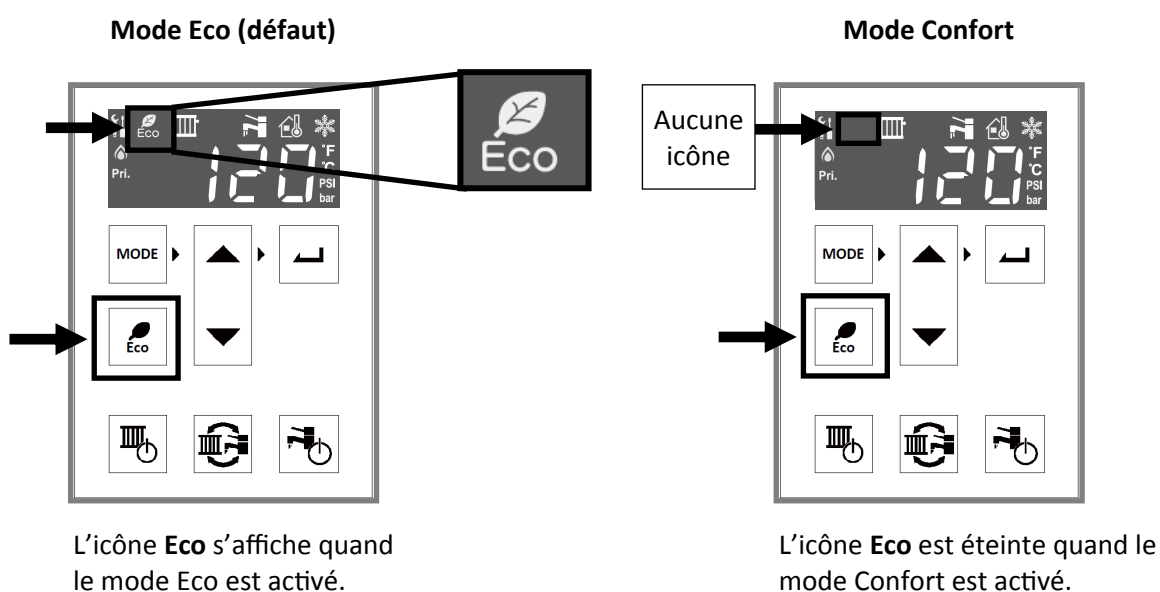 Mode Eco (défaut)
Eco
120
°F
°C
PSI
bar
Pri.
Eco
MODE
Eco
L’icône Eco s’affiche quand
le mode Eco est activé.
Mode Confort
Aucune
icône
120
°F
°C
PSI
bar
Pri.
MODE
Eco
L’icône Eco est éteinte quand le
mode Confort est activé.